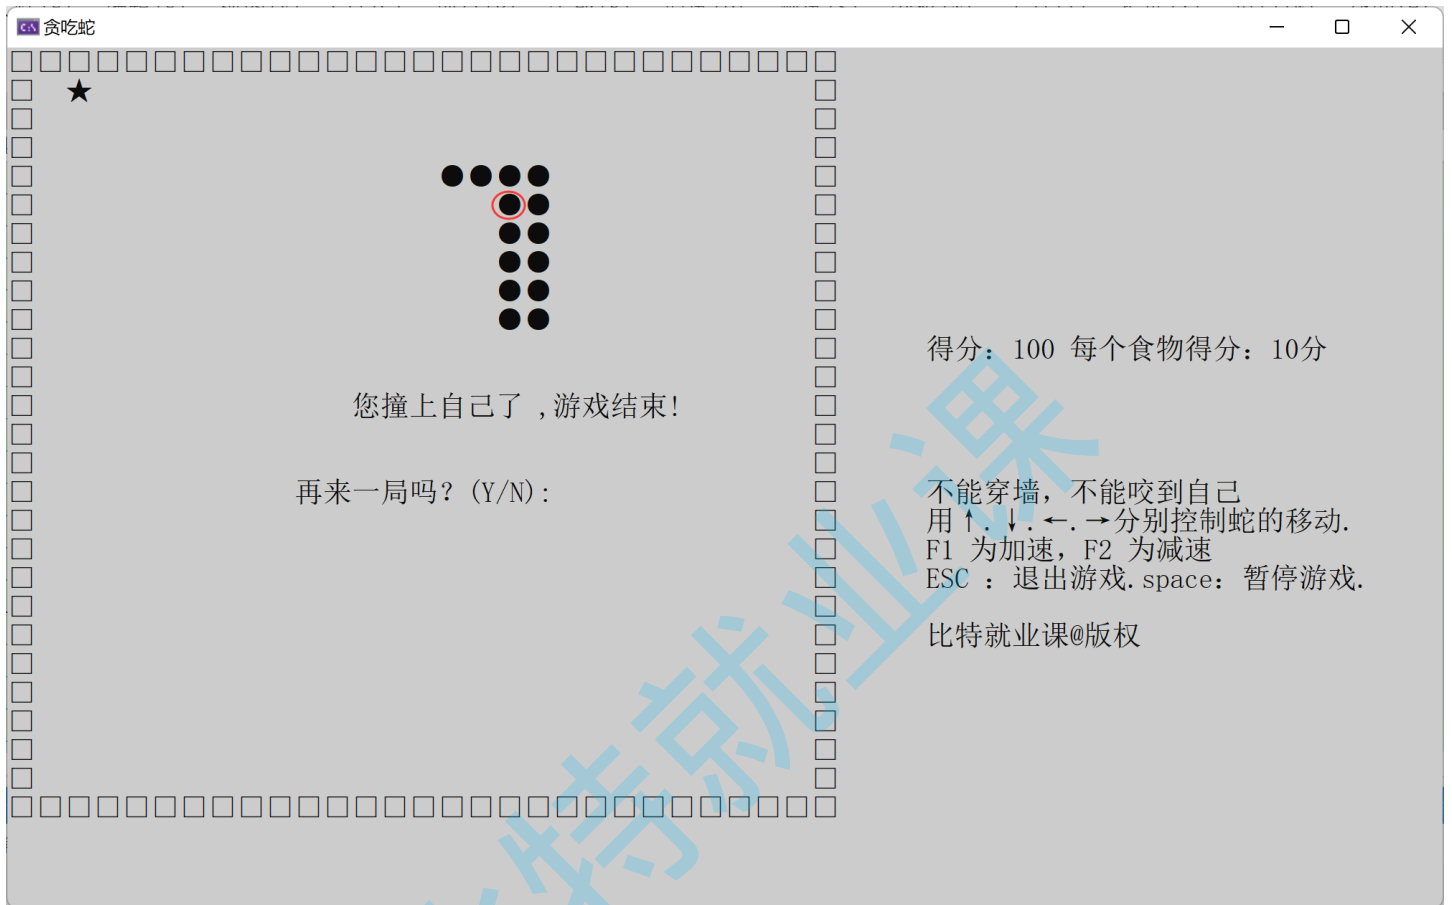 贪吃蛇
得分：100 每个食物得分：10分
您撞上自己了 ,游戏结束!
再来一局吗？(Y/N):
不能穿墙，不能咬到自己
用↑.↓.←.→分别控制蛇的移动.
F1 为加速，F2 为减速
ESC ：退出游戏.space：暂停游戏.
比特就业课@版权
特就业课